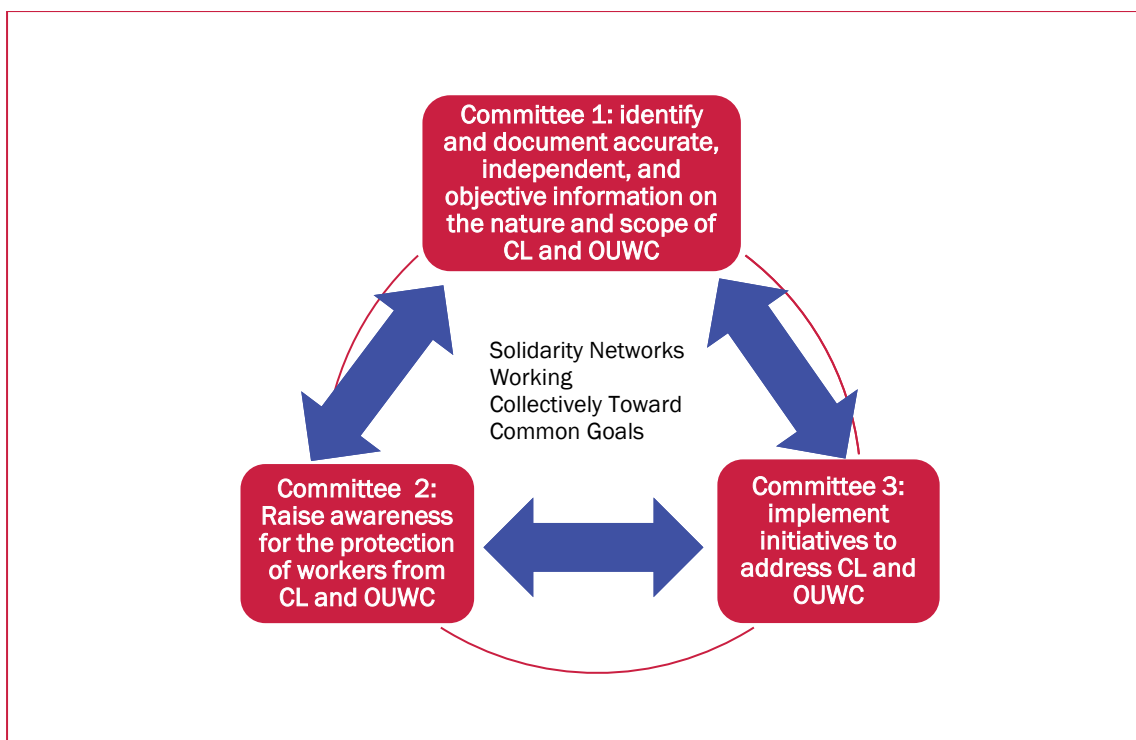 Committee 1: identify
and document accurate,
independent, and
objective information on
the nature and scope of
CL and OUWC
Solidarity Networks
Working
Collectively Toward
Common Goals
Committee  2:
Raise awareness
for the protection
of workers from
CL and OUWC
Committee 3:
implement
initiatives to
address CL and
OUWC